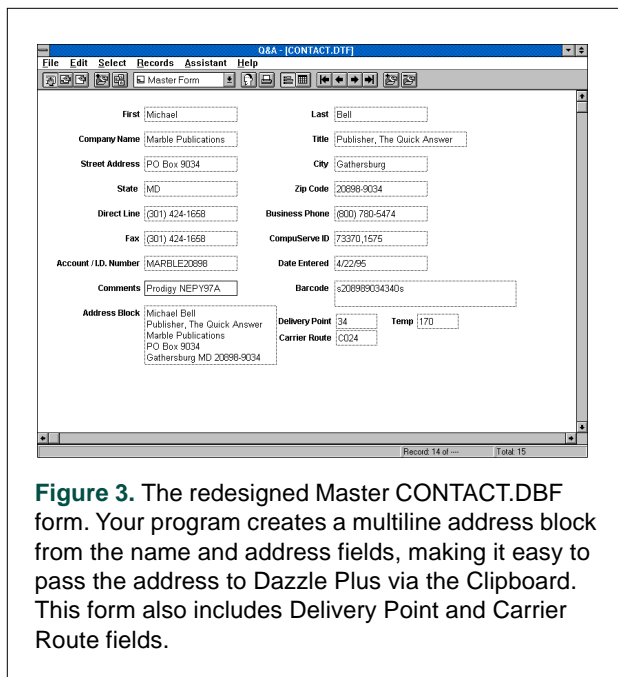 Q&A - [CONTACT.DTF]
File Edit Select Records Assistant Help
Master Form
First Michael Last Bell
Company Name Marble Publications Title Publisher, The Quick Answer
Street Address PO Box 9034 City Gathersburg
State MD Zip Code 20898-9034
Direct Line (301) 424-1658 Business Phone (800) 780-5474
Fax (301) 424-1658 CompuServe ID 73370,1575
Account / I.D. Number MARBLE20898 Date Entered 4/22/95
Comments Prodigy NEPY97A Barcode s208989034340s
Address Block Michael Bell
Publisher, The Quick Answer
Marble Publications
PO Box 9034
Gathersburg MD 20898-9034
Delivery Point 34 Temp 170
Carrier Route C024
Record: 14 of ---- Total: 15
Figure 3. The redesigned Master CONTACT.DBF
form. Your program creates a multiline address block
from the name and address fields, making it easy to
pass the address to Dazzle Plus via the Clipboard.
This form also includes Delivery Point and Carrier
Route fields.